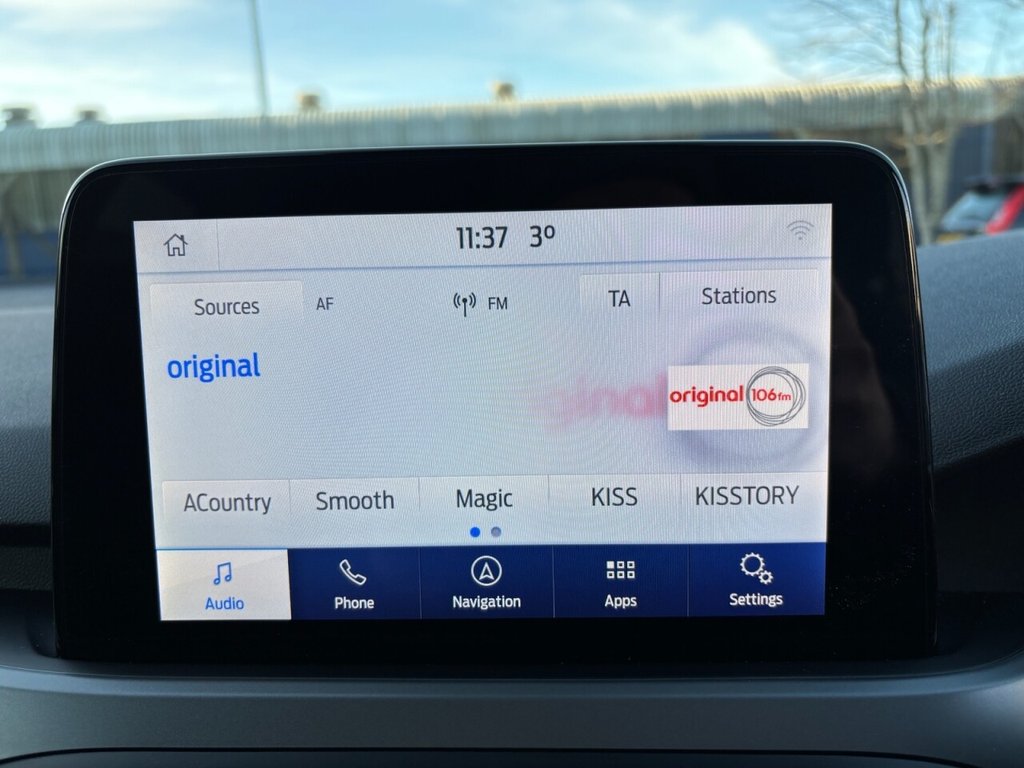 11:37 3º
Sources AF FM TA Stations
original
original 106fm
ACountry Smooth Magic KISS KISSTORY
Audio Phone Navigation Apps Settings